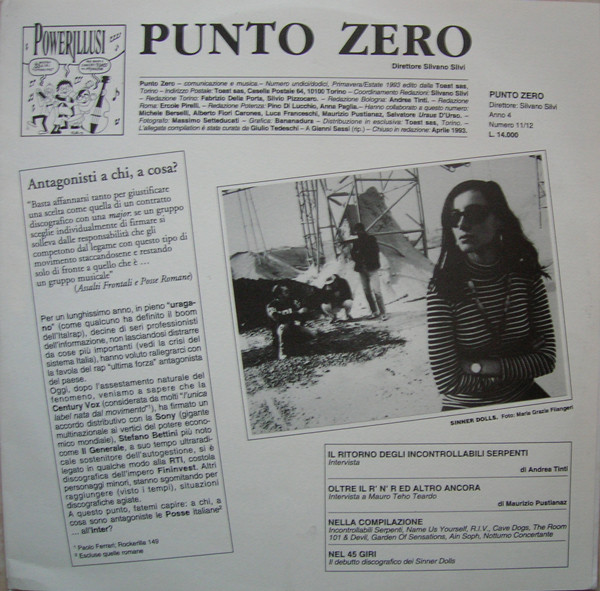 POWERILLUSI
PUNTO ZERO
Direttore Silvano Silvi
Punto Zero – comunicazione e musica – Numero undici/dodici, Primavera/Estate 1993 edito dalla Toast sas,
Torino – Indirizzo Postale: Toast sas, Casella Postale 64, 10100 Torino – Coordinamento Redazioni: Silvano Silvi
– Redazione Torino: Fabrizio Della Porta, Silvio Pizzocaro. – Redazione Bologna: Andrea Tinti. – Redazione
Roma: Ercole Pirelli. – Redazione Potenza: Pino Di Lucchio, Anna Paglia. – Hanno collaborato a questo numero:
Michele Berselli, Alberto Fiori Carones, Luca Franceschi, Maurizio Pustianaz, Salvatore Ursus D'Urso. –
Fotografo: Massimo Setteducati – Grafica: Bananadura – Distribuzione in esclusiva: Toast sas, Torino. –
L'allegata compilation è stata curata da Giulio Tedeschi – A Gianni Sassi (rip.) – Chiuso in redazione: Aprile 1993.
PUNTO ZERO
Direttore: Silvano Silvi
Anno 4
Numero 11/12
L. 14.000
Antagonisti a chi, a cosa?
"Basta affannarsi tanto per giustificare
una scelta come quella di un contratto
discografico con una major: se un gruppo
sceglie individualmente di firmare si
solleva dalle responsabilità che gli
competono dal legame con questo tipo di
movimento staccandosene e restando
solo di fronte a quello che è ...
un gruppo musicale"
(Assalti Frontali e Posse Romane)
Per un lunghissimo anno, in pieno "uraga-
no" (come qualcuno ha definito il boom
dell'Italrap), decine di seri professionisti
dell'informazione, non lasciandosi distrarre
da cose più importanti (vedi la crisi del
sistema Italia), hanno voluto rallegrarci con
la favola del rap "ultima forza" antagonista
del paese.
Oggi, dopo l'assestamento naturale del
fenomeno, veniamo a sapere che la
Century Vox (considerata da molti "l'unica
label nata dal movimento"¹), ha firmato un
accordo distributivo con la Sony (gigante
multinazionale ai vertici del potere econo-
mico mondiale), Stefano Bettini più noto
come Il Generale, a suo tempo ultraradi-
cale sostenitore dell'autogestione, si è
legato in qualche modo alla RTI, costola
discografica dell'impero Fininvest. Altri
personaggi minori, stanno sgomitando per
raggiungere (visto i tempi), situazioni
discografiche agiate.
A questo punto, fatemi capire: a chi, a
cosa sono antagoniste le Posse italiane²
... all'Inter?
¹ Paolo Ferrari; Rockerilla 149
² Escluse quelle romane
SINNER DOLLS. Foto: Maria Grazia Filangeri
IL RITORNO DEGLI INCONTROLLABILI SERPENTI
Intervista
di Andrea Tinti
OLTRE IL R' N' R ED ALTRO ANCORA
Intervista a Mauro Teho Teardo
di Maurizio Pustianaz
NELLA COMPILAZIONE
Incontrollabili Serpenti, Name Us Yourself, R.I.V., Cave Dogs, The Room
101 & Devil, Garden Of Sensations, Ain Soph, Notturno Concertante
NEL 45 GIRI
Il debutto discografico dei Sinner Dolls